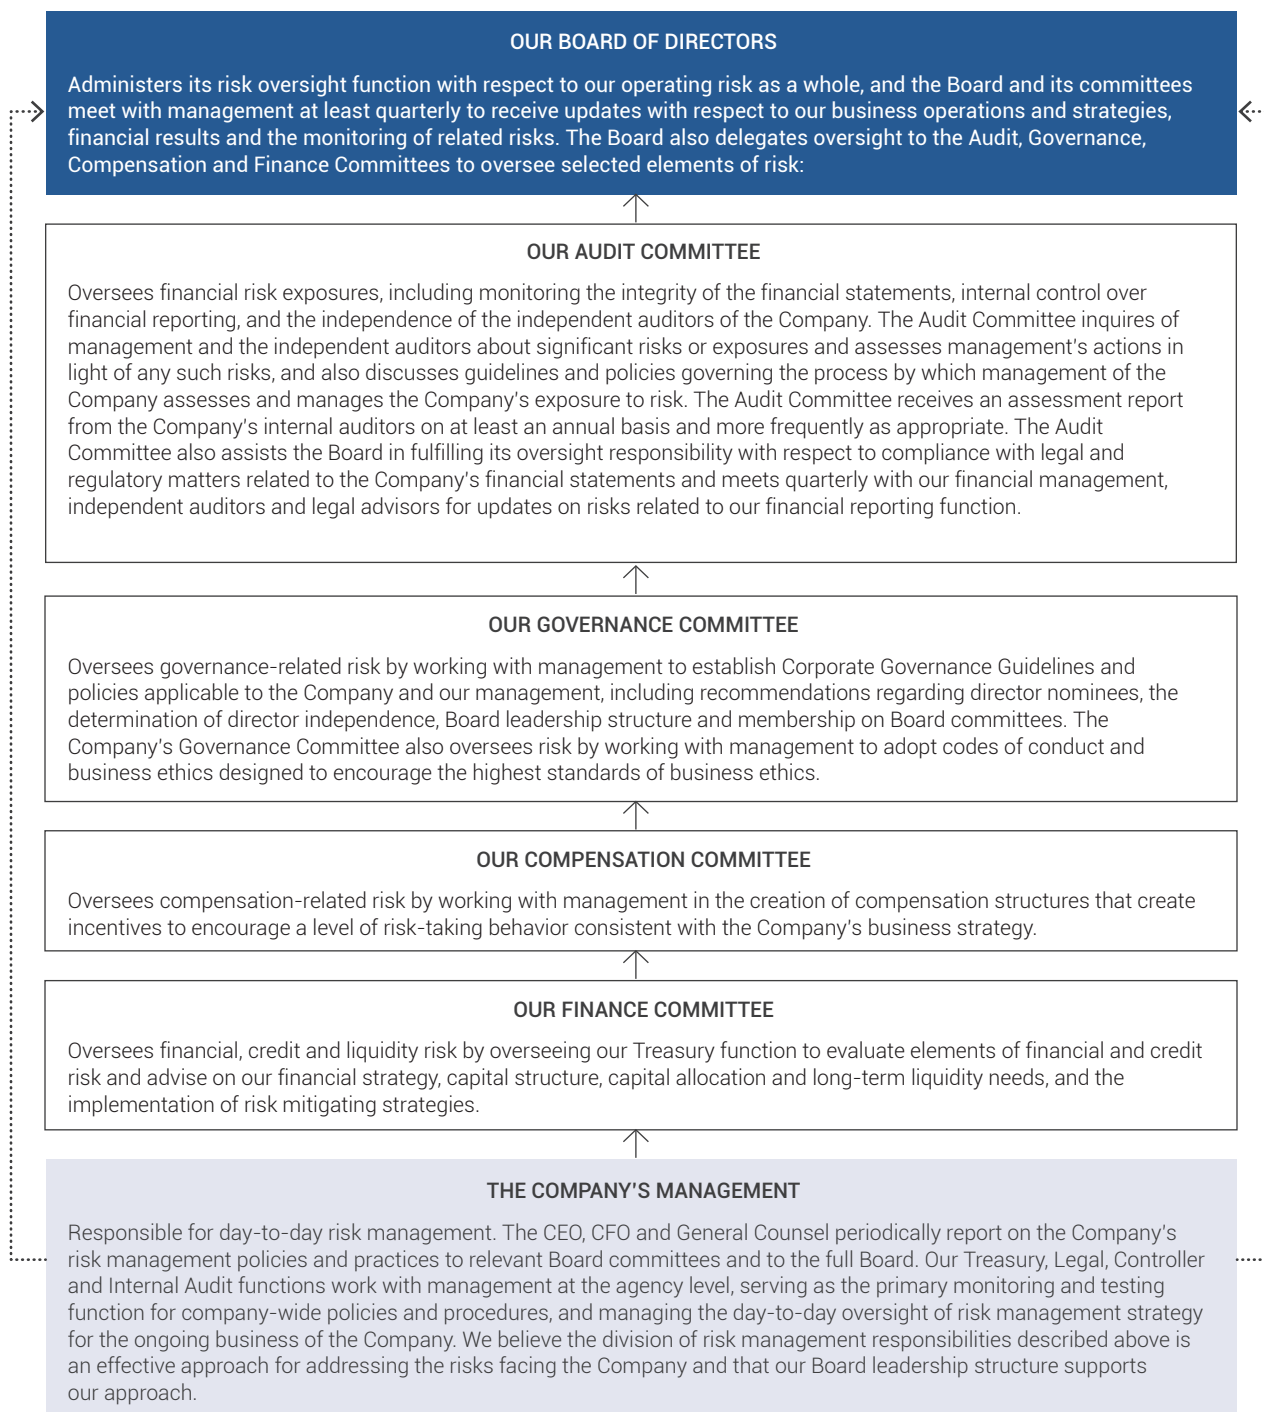 OUR BOARD OF DIRECTORS
Administers its risk oversight function with respect to our operating risk as a whole, and the Board and its committees
meet with management at least quarterly to receive updates with respect to our business operations and strategies,
financial results and the monitoring of related risks. The Board also delegates oversight to the Audit, Governance,
Compensation and Finance Committees to oversee selected elements of risk:
OUR AUDIT COMMITTEE
Oversees financial risk exposures, including monitoring the integrity of the financial statements, internal control over
financial reporting, and the independence of the independent auditors of the Company. The Audit Committee inquires of
management and the independent auditors about significant risks or exposures and assesses management's actions in
light of any such risks, and also discusses guidelines and policies governing the process by which management of the
Company assesses and manages the Company's exposure to risk. The Audit Committee receives an assessment report
from the Company's internal auditors on at least an annual basis and more frequently as appropriate. The Audit
Committee also assists the Board in fulfilling its oversight responsibility with respect to compliance with legal and
regulatory matters related to the Company's financial statements and meets quarterly with our financial management,
independent auditors and legal advisors for updates on risks related to our financial reporting function.
OUR GOVERNANCE COMMITTEE
Oversees governance-related risk by working with management to establish Corporate Governance Guidelines and
policies applicable to the Company and our management, including recommendations regarding director nominees, the
determination of director independence, Board leadership structure and membership on Board committees. The
Company's Governance Committee also oversees risk by working with management to adopt codes of conduct and
business ethics designed to encourage the highest standards of business ethics.
OUR COMPENSATION COMMITTEE
Oversees compensation-related risk by working with management in the creation of compensation structures that create
incentives to encourage a level of risk-taking behavior consistent with the Company's business strategy.
OUR FINANCE COMMITTEE
Oversees financial, credit and liquidity risk by overseeing our Treasury function to evaluate elements of financial and credit
risk and advise on our financial strategy, capital structure, capital allocation and long-term liquidity needs, and the
implementation of risk mitigating strategies.
THE COMPANY'S MANAGEMENT
Responsible for day-to-day risk management. The CEO, CFO and General Counsel periodically report on the Company's
risk management policies and practices to relevant Board committees and to the full Board. Our Treasury, Legal, Controller
and Internal Audit functions work with management at the agency level, serving as the primary monitoring and testing
function for company-wide policies and procedures, and managing the day-to-day oversight of risk management strategy
for the ongoing business of the Company. We believe the division of risk management responsibilities described above is
an effective approach for addressing the risks facing the Company and that our Board leadership structure supports
our approach.